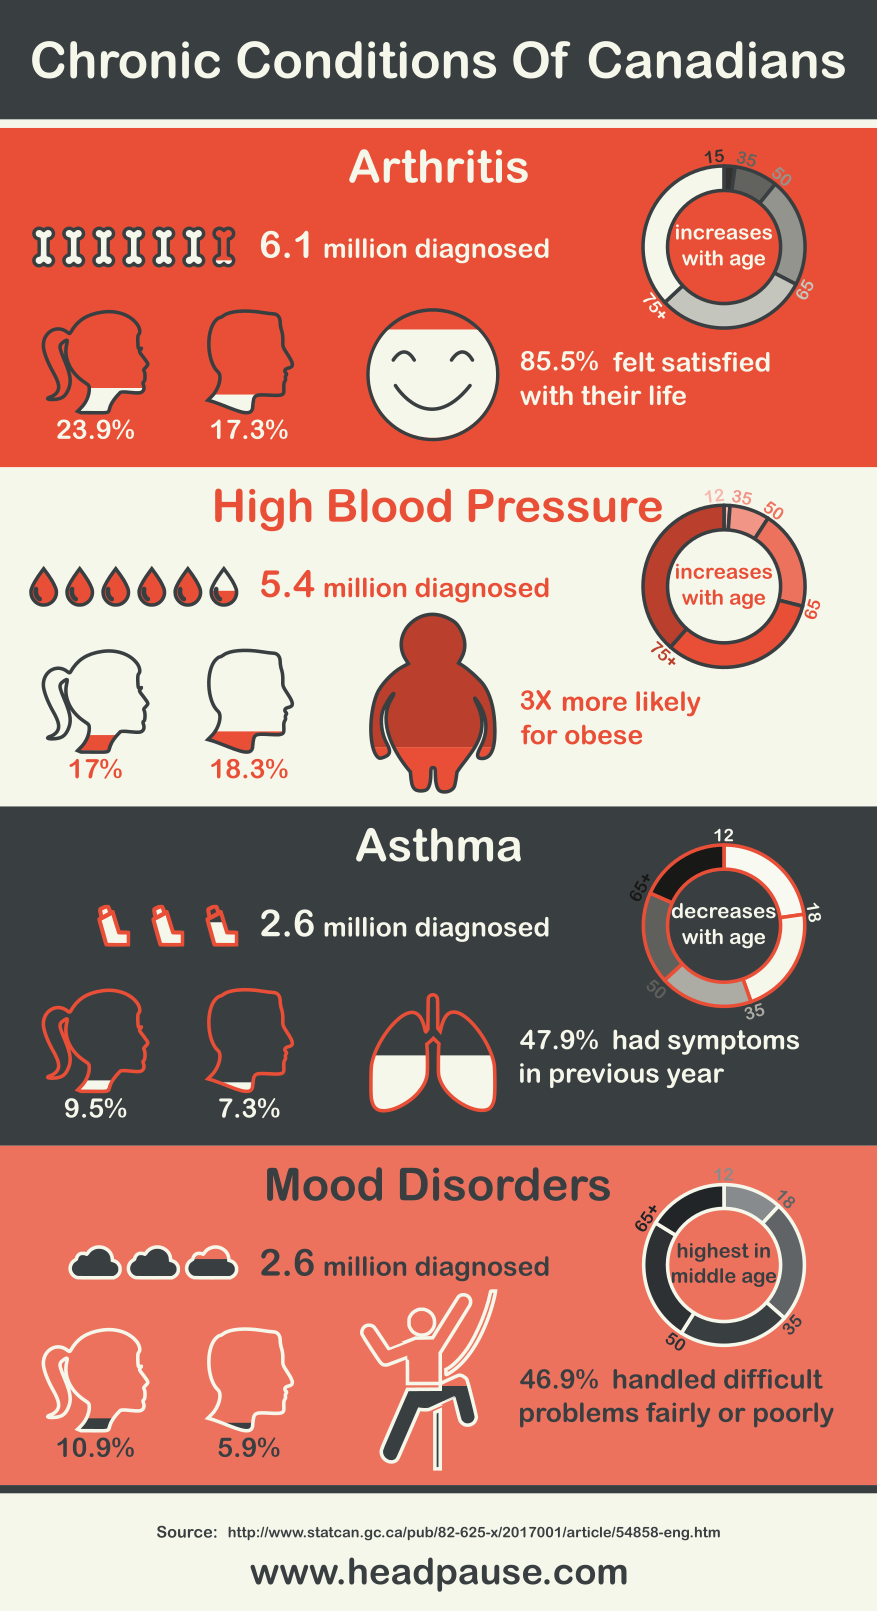 Chronic Conditions Of Canadians
Arthritis
15
35
50
65
75+
increases
with age
6.1 million diagnosed
85.5% felt satisfied
with their life
23.9%
17.3%
High Blood Pressure
12
35
50
65
75+
increases
with age
5.4 million diagnosed
3X more likely
for obese
17%
18.3%
Asthma
12
18
35
50
65+
decreases
with age
2.6 million diagnosed
47.9% had symptoms
in previous year
9.5%
7.3%
Mood Disorders
12
18
35
50
65+
highest in
middle age
2.6 million diagnosed
46.9% handled difficult
problems fairly or poorly
10.9%
5.9%
Source: http://www.statcan.gc.ca/pub/82-625-x/2017001/article/54858-eng.htm
www.headpause.com